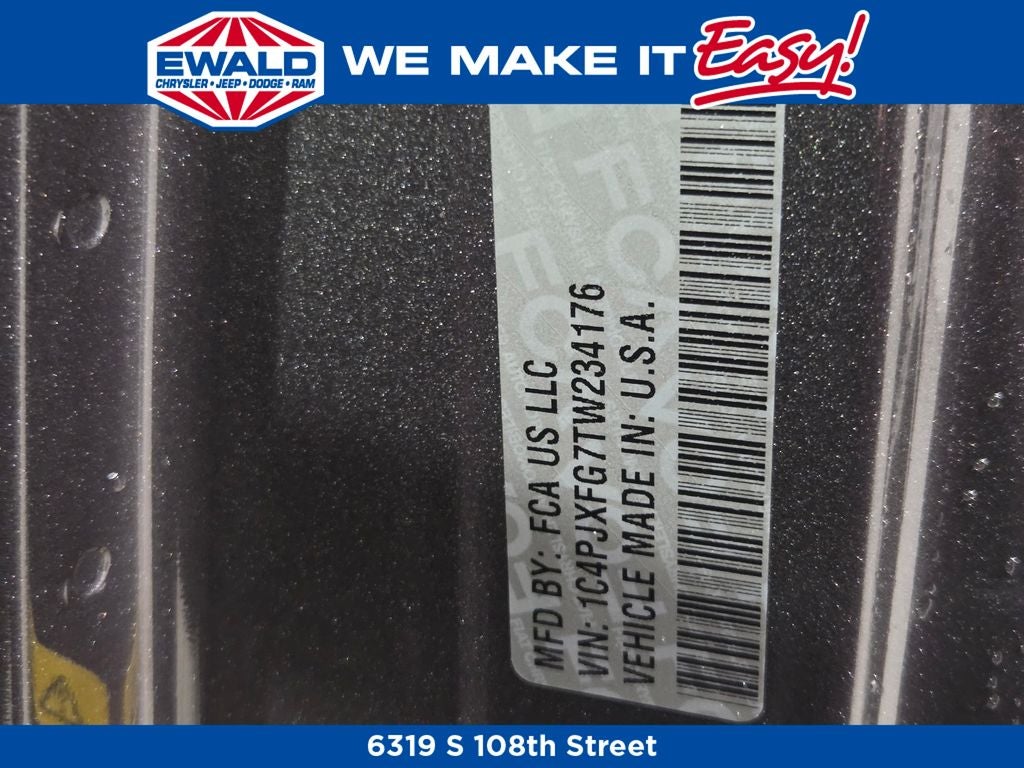 EWALD
CHRYSLER • JEEP • DODGE • RAM
WE MAKE IT Easy!
MFD BY: FCA US LLC
VIN: 1C4PJXFG7TW234176
VEHICLE MADE IN: U.S.A.
6319 S 108th Street